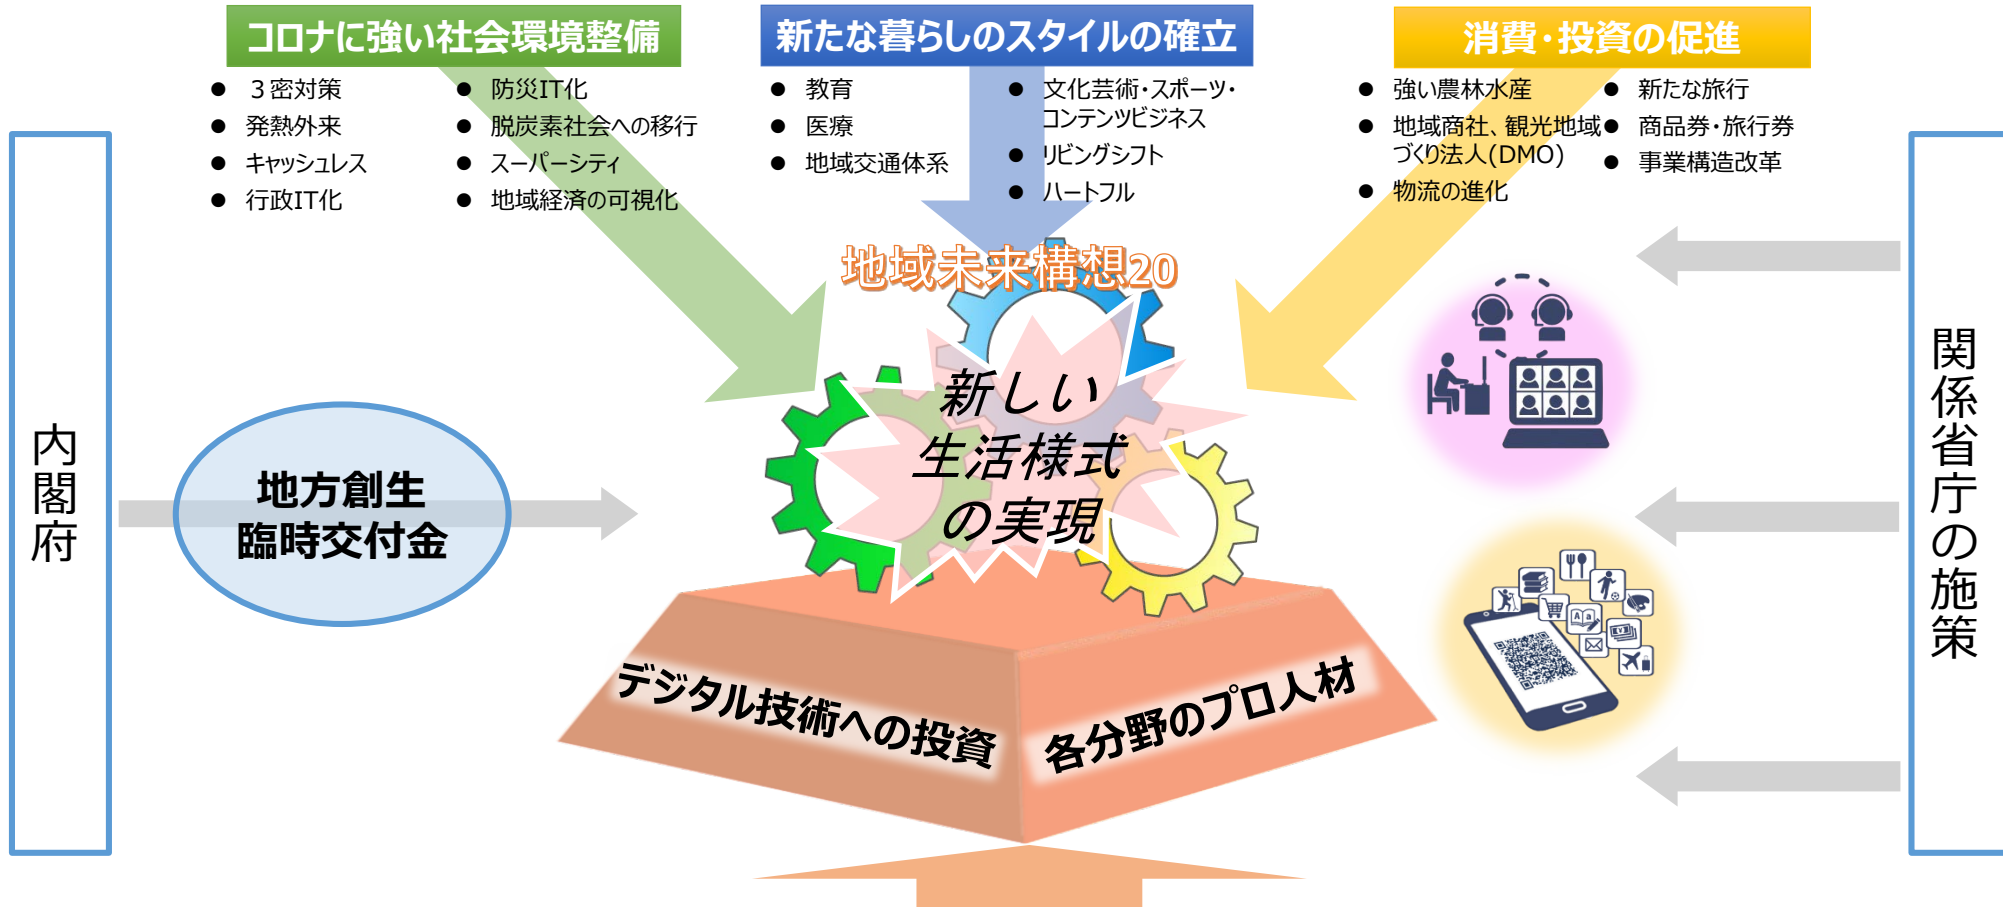 コロナに強い社会環境整備
● ３密対策
● 発熱外来
● キャッシュレス
● 行政IT化
● 防災IT化
● 脱炭素社会への移行
● スーパーシティ
● 地域経済の可視化
新たな暮らしのスタイルの確立
● 教育
● 医療
● 地域交通体系
● 文化芸術・スポーツ・
コンテンツビジネス
● リビングシフト
● ハートフル
消費・投資の促進
● 強い農林水産
● 地域商社、観光地域
づくり法人(DMO)
● 物流の進化
● 新たな旅行
● 商品券・旅行券
● 事業構造改革
内閣府
地方創生
臨時交付金
地域未来構想20
新しい
生活様式
の実現
デジタル技術への投資
各分野のプロ人材
関係省庁の施策